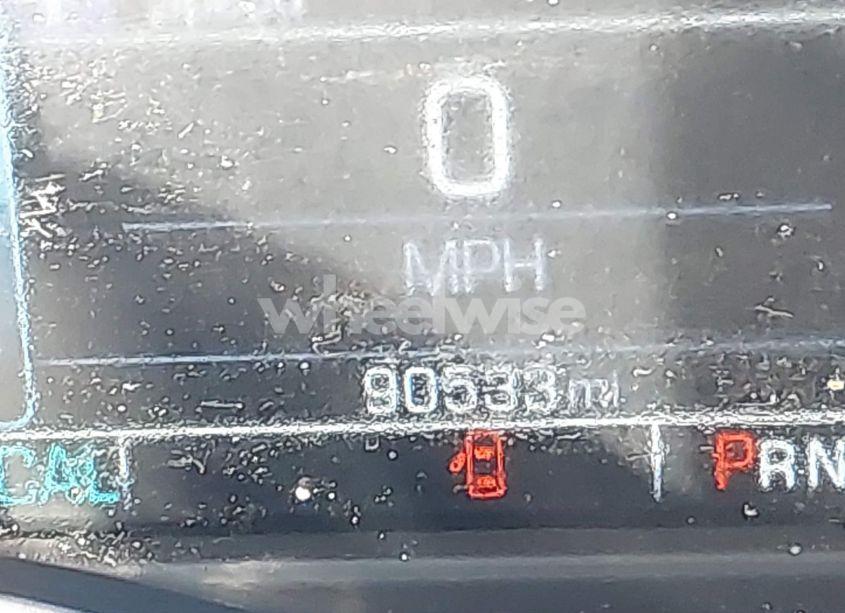 0
MPH
wheelwise
90533 mi
CAL PRN